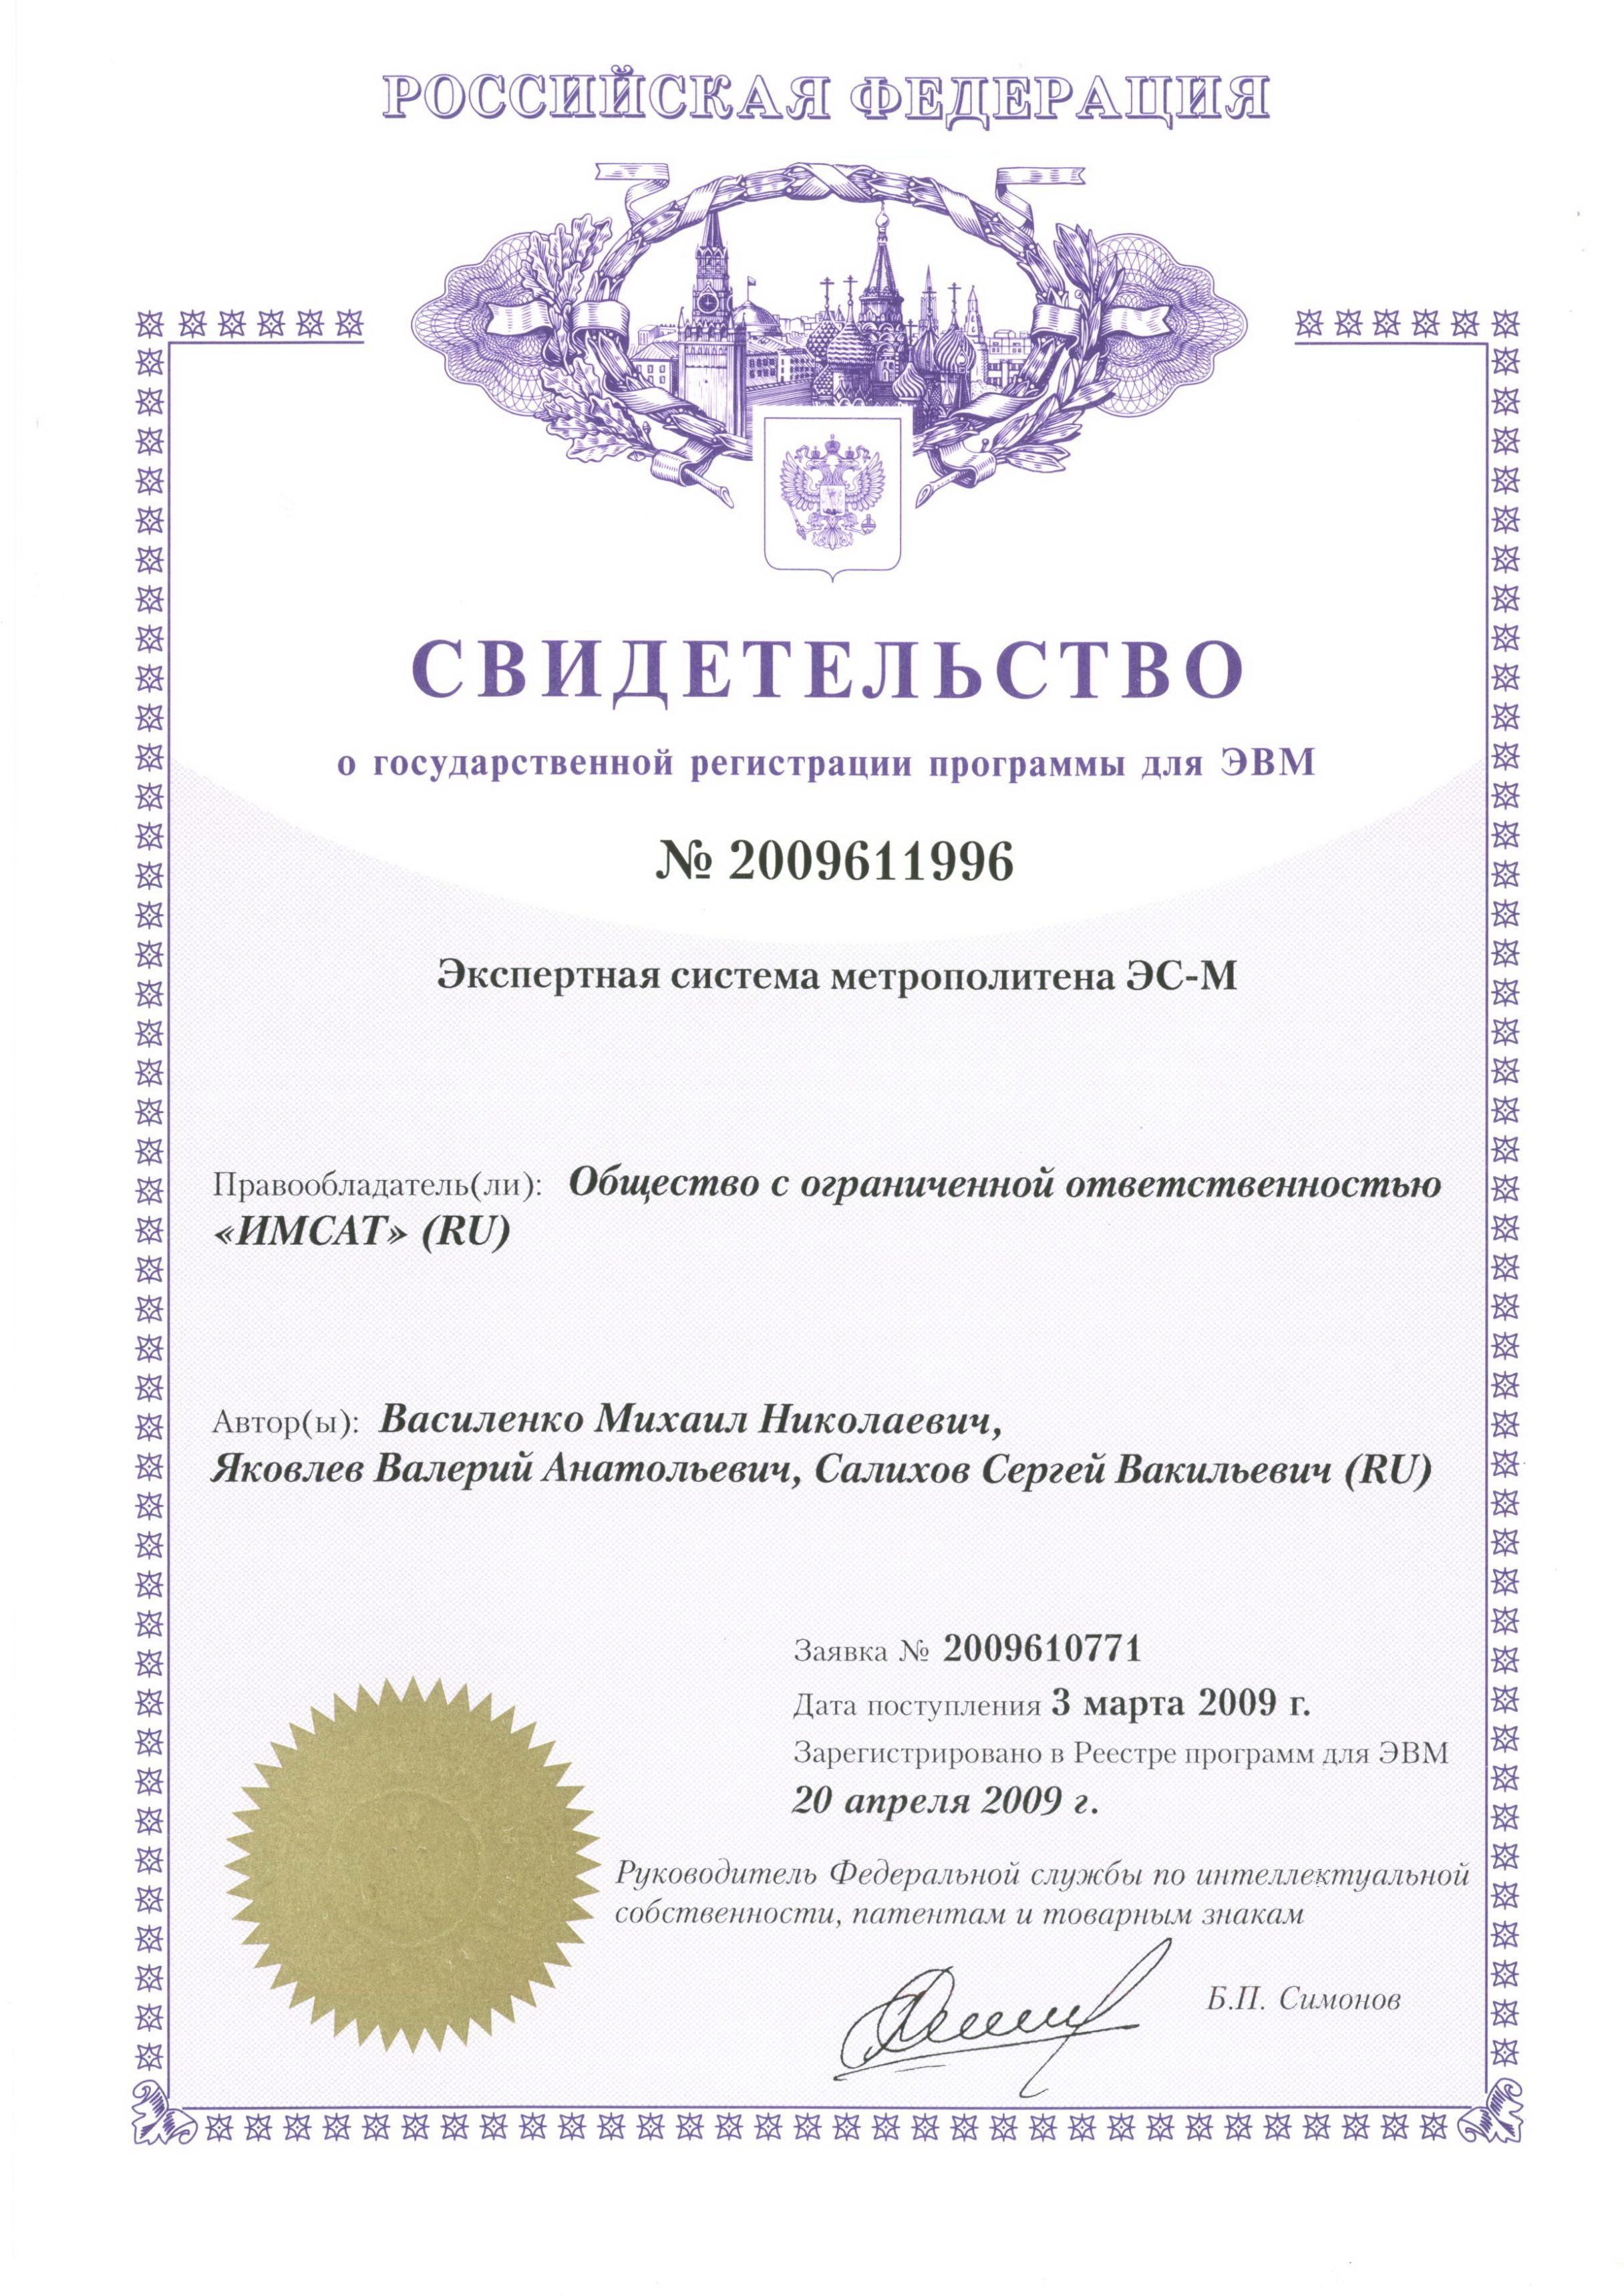 РОССИЙСКАЯ ФЕДЕРАЦИЯ
СВИДЕТЕЛЬСТВО
о государственной регистрации программы для ЭВМ
№ 2009611996
Экспертная система метрополитена ЭС-М
Правообладатель(ли): Общество с ограниченной ответственностью
«ИМСАТ» (RU)
Автор(ы): Василенко Михаил Николаевич,
Яковлев Валерий Анатольевич, Салихов Сергей Вакильевич (RU)
Заявка № 2009610771
Дата поступления 3 марта 2009 г.
Зарегистрировано в Реестре программ для ЭВМ
20 апреля 2009 г.
Руководитель Федеральной службы по интеллектуальной
собственности, патентам и товарным знакам
Б.П. Симонов